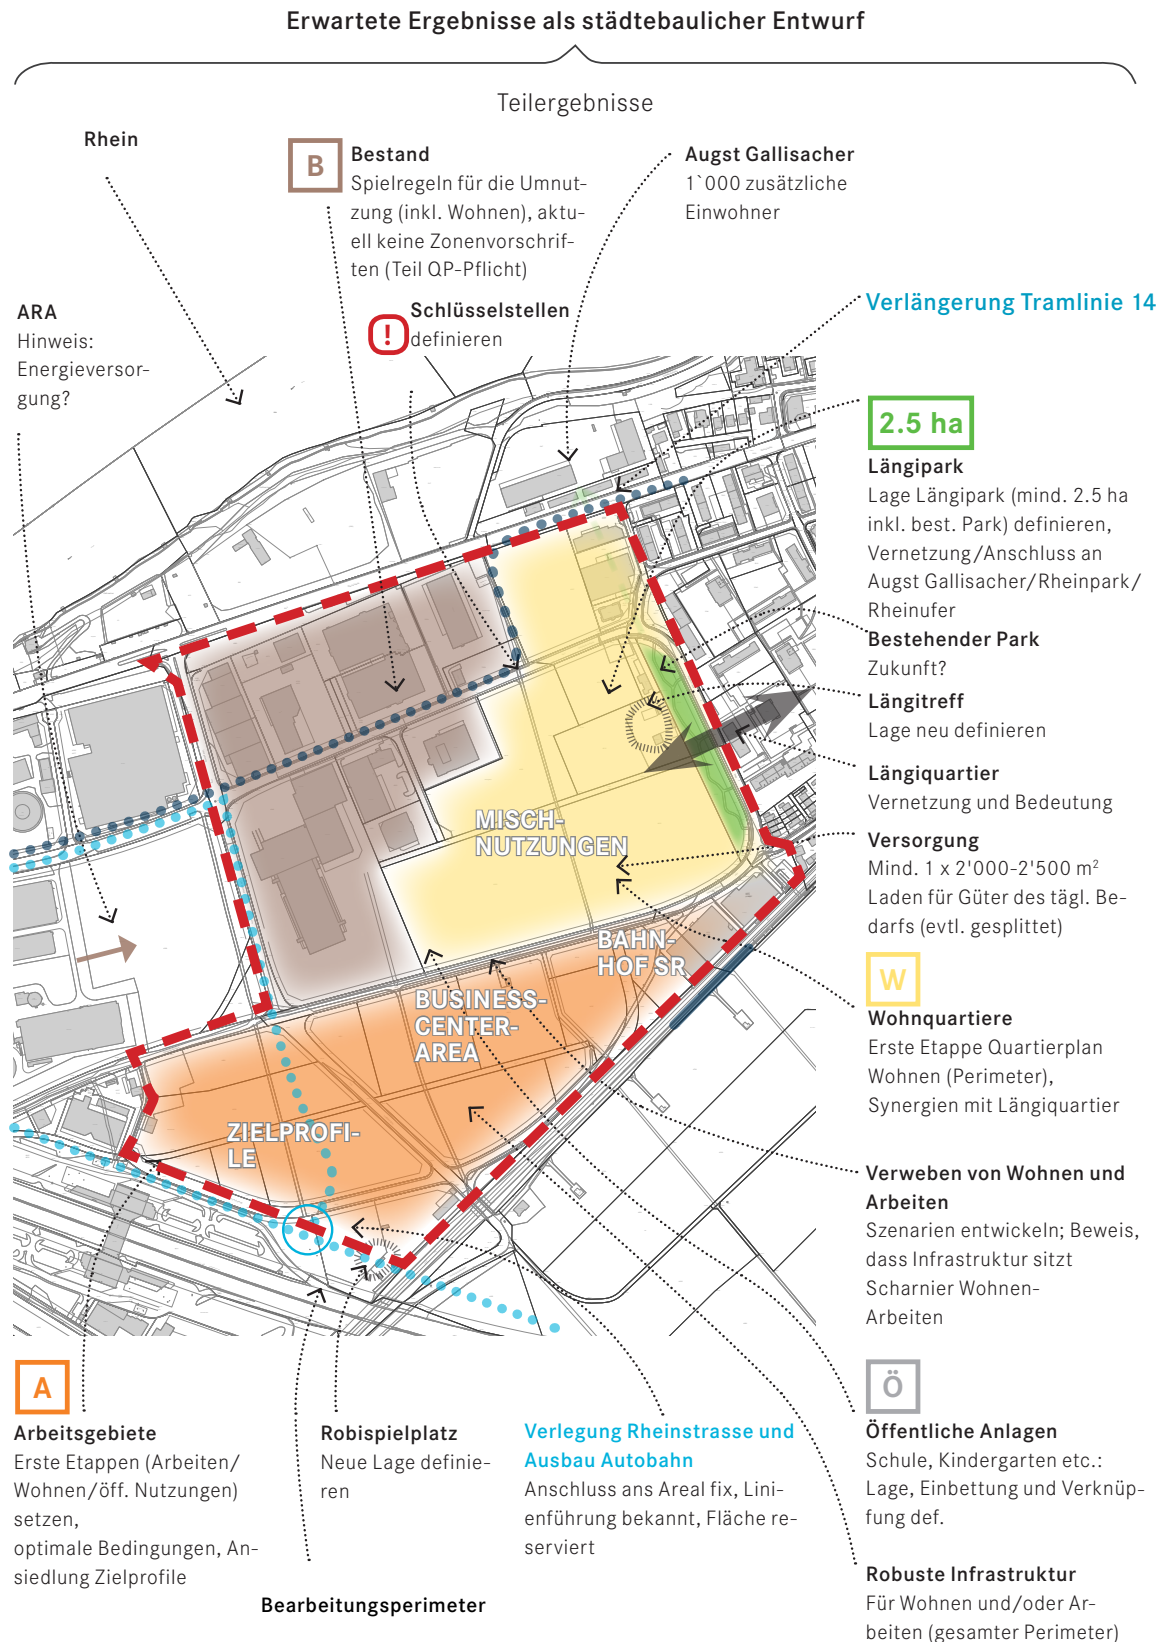 Erwartete Ergebnisse als städtebaulicher Entwurf
Teilergebnisse
Rhein
B
Bestand
Spielregeln für die Umnut-
zung (inkl. Wohnen), aktu-
ell keine Zonenvorschrif-
ten (Teil QP-Pflicht)
Augst Gallisacher
1`000 zusätzliche
Einwohner
ARA
Hinweis:
Energieversor-
gung?
!
Schlüsselstellen
definieren
Verlängerung Tramlinie 14
2.5 ha
Längipark
Lage Längipark (mind. 2.5 ha
inkl. best. Park) definieren,
Vernetzung/Anschluss an
Augst Gallisacher/Rheinpark/
Rheinufer
Bestehender Park
Zukunft?
Längitreff
Lage neu definieren
Längiquartier
Vernetzung und Bedeutung
Versorgung
Mind. 1 x 2'000-2'500 m²
Laden für Güter des tägl. Be-
darfs (evtl. gesplittet)
W
Wohnquartiere
Erste Etappe Quartierplan
Wohnen (Perimeter),
Synergien mit Längiquartier
Verweben von Wohnen und
Arbeiten
Szenarien entwickeln; Beweis,
dass Infrastruktur sitzt
Scharnier Wohnen-
Arbeiten
MISCH-
NUTZUNGEN
BAHN-
HOF SR
BUSINESS-
CENTER-
AREA
ZIELPROFI-
LE
A
Arbeitsgebiete
Erste Etappen (Arbeiten/
Wohnen/öff. Nutzungen)
setzen,
optimale Bedingungen, An-
siedlung Zielprofile
Robispielplatz
Neue Lage definie-
ren
Bearbeitungsperimeter
Verlegung Rheinstrasse und
Ausbau Autobahn
Anschluss ans Areal fix, Lini-
enführung bekannt, Fläche re-
serviert
Ö
Öffentliche Anlagen
Schule, Kindergarten etc.:
Lage, Einbettung und Verknüp-
fung def.
Robuste Infrastruktur
Für Wohnen und/oder Ar-
beiten (gesamter Perimeter)